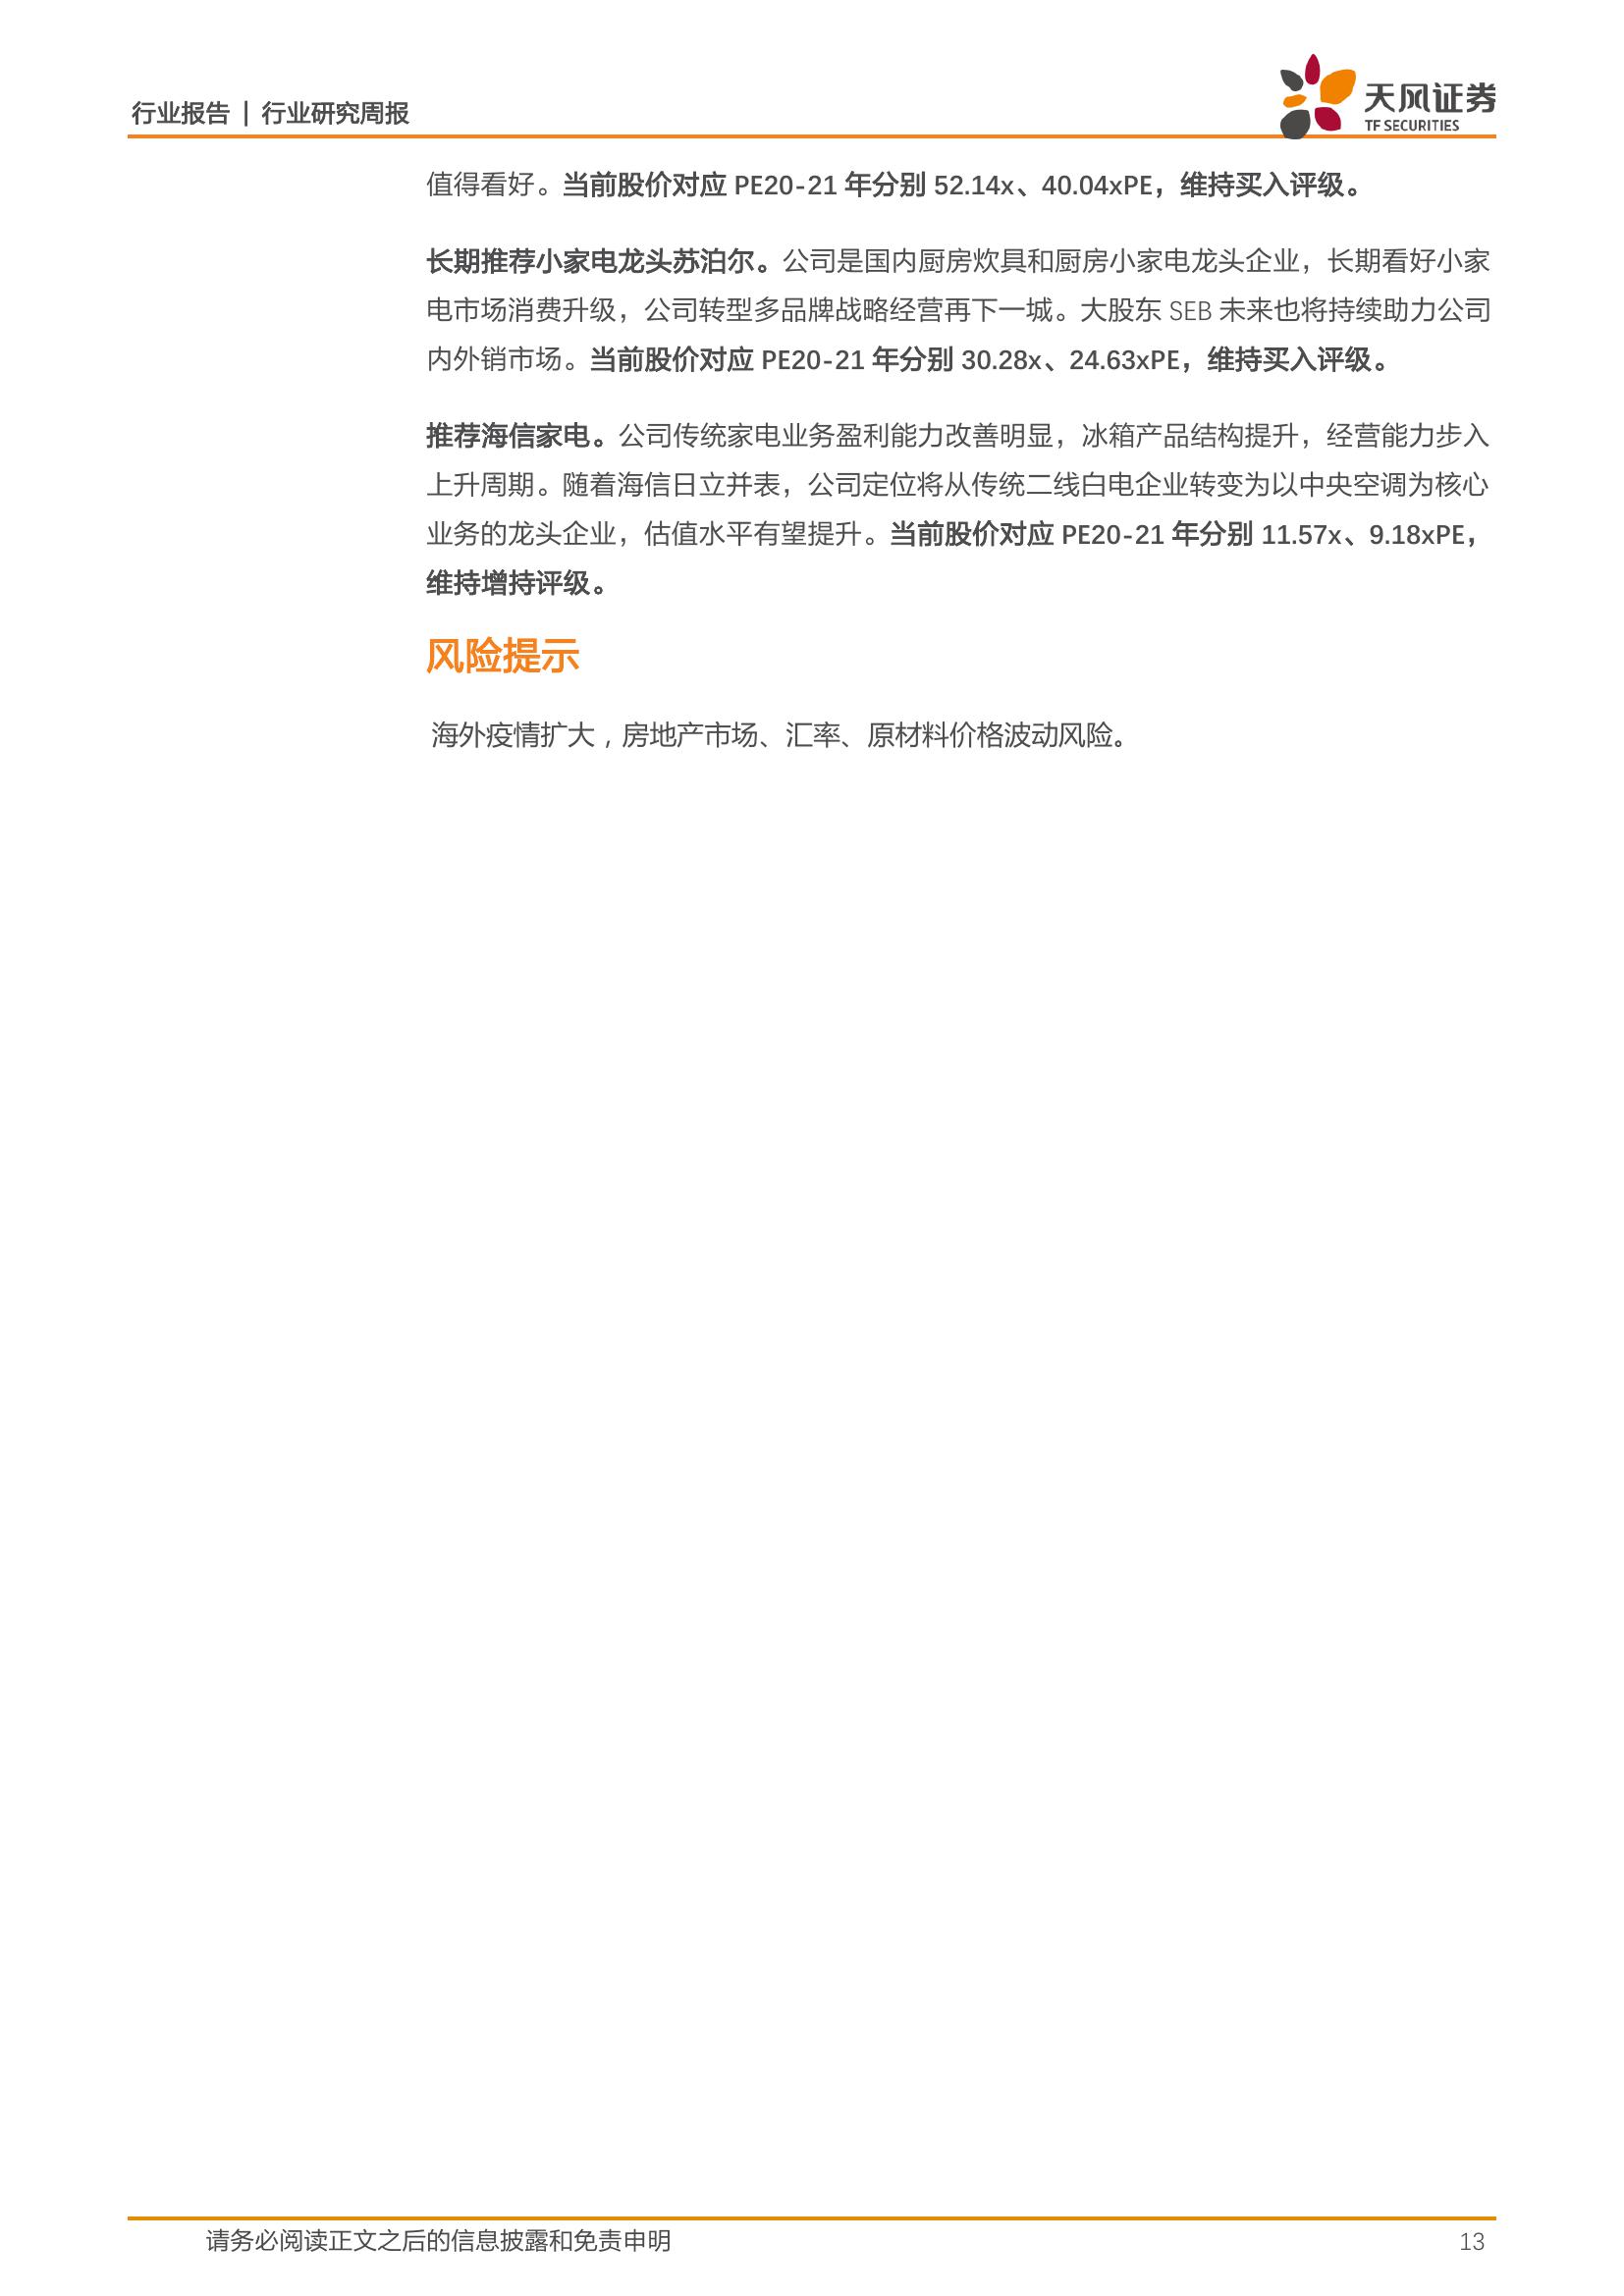 行业报告 | 行业研究周报
天风证券
TF SECURITIES
值得看好。当前股价对应 PE20-21 年分别 52.14x、40.04xPE，维持买入评级。
长期推荐小家电龙头苏泊尔。公司是国内厨房炊具和厨房小家电龙头企业，长期看好小家
电市场消费升级，公司转型多品牌战略经营再下一城。大股东 SEB 未来也将持续助力公司
内外销市场。当前股价对应 PE20-21 年分别 30.28x、24.63xPE，维持买入评级。
推荐海信家电。公司传统家电业务盈利能力改善明显，冰箱产品结构提升，经营能力步入
上升周期。随着海信日立并表，公司定位将从传统二线白电企业转变为以中央空调为核心
业务的龙头企业，估值水平有望提升。当前股价对应 PE20-21 年分别 11.57x、9.18xPE，
维持增持评级。
风险提示
海外疫情扩大，房地产市场、汇率、原材料价格波动风险。
请务必阅读正文之后的信息披露和免责申明
13